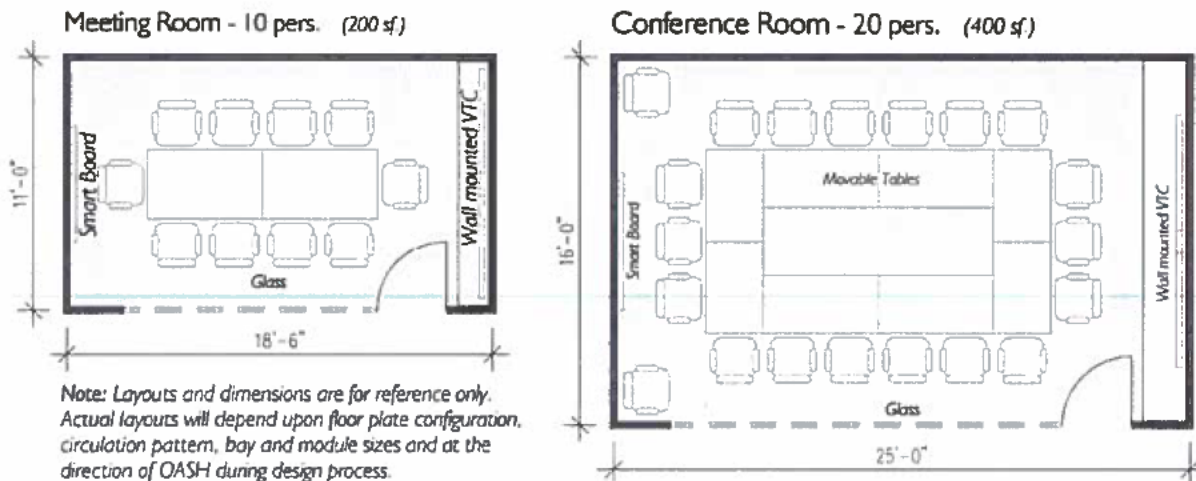 Meeting Room - 10 pers. (200 sf.)
11'-0"
Smart Board
Wall mounted VTC
Glass
18'-6"
Note: Layouts and dimensions are for reference only.
Actual layouts will depend upon floor plate configuration,
circulation pattern, bay and module sizes and at the
direction of OASH during design process.
Conference Room - 20 pers. (400 sf.)
16'-0"
Smart Board
Movable Tables
Wall mounted VTC
Glass
25'-0"